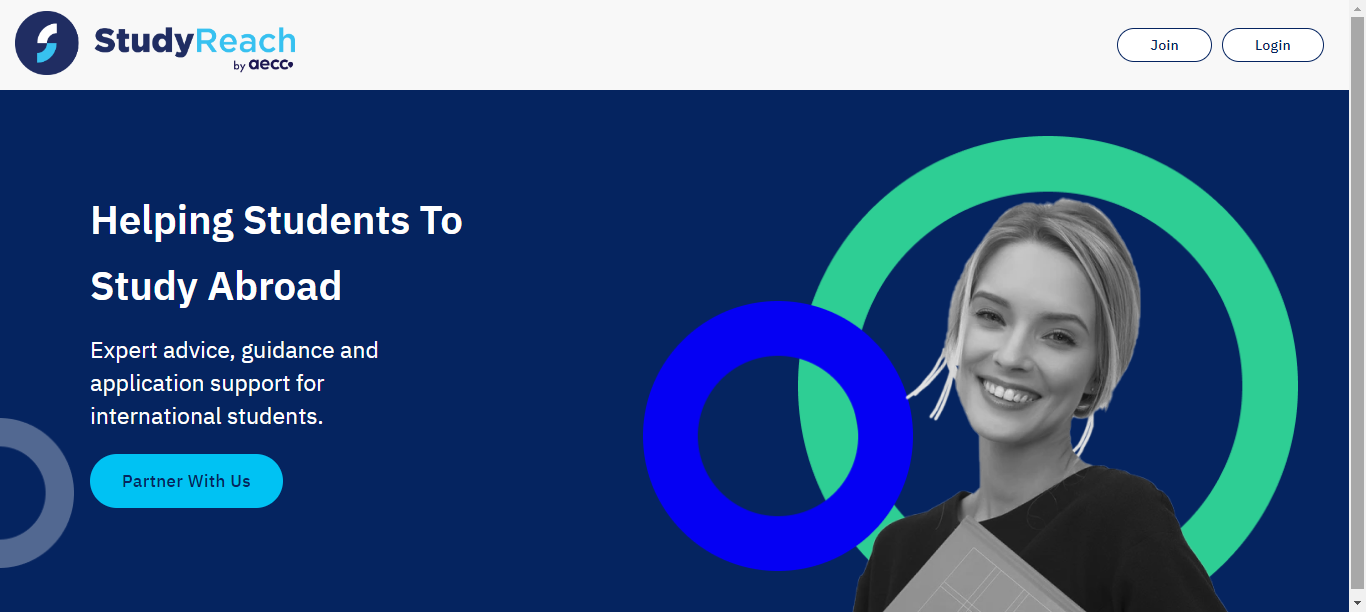 StudyReach
by aecc
Join
Login
Helping Students To
Study Abroad
Expert advice, guidance and
application support for
international students.
Partner With Us